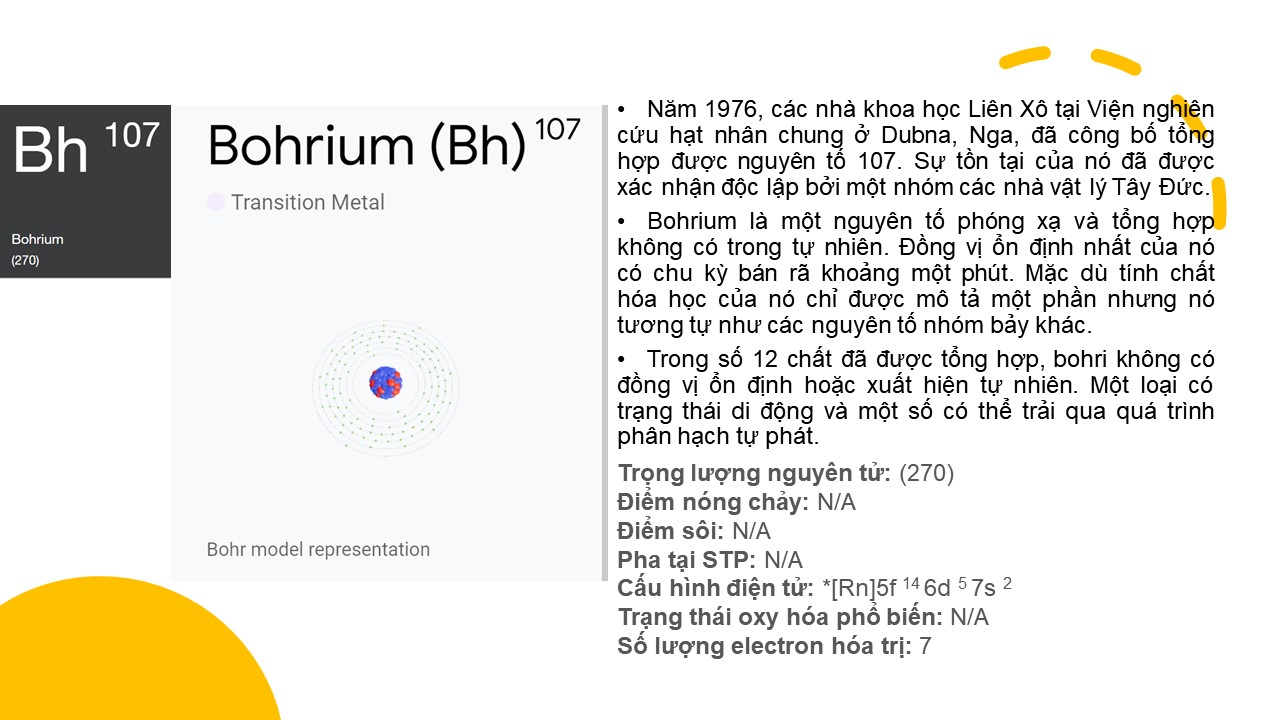 Bh 107
Bohrium
(270)
Bohrium (Bh) 107
Transition Metal
Bohr model representation
• Năm 1976, các nhà khoa học Liên Xô tại Viện nghiên
cứu hạt nhân chung ở Dubna, Nga, đã công bố tổng
hợp được nguyên tố 107. Sự tồn tại của nó đã được
xác nhận độc lập bởi một nhóm các nhà vật lý Tây Đức.
• Bohrium là một nguyên tố phóng xạ và tổng hợp
không có trong tự nhiên. Đồng vị ổn định nhất của nó
có chu kỳ bán rã khoảng một phút. Mặc dù tính chất
hóa học của nó chỉ được mô tả một phần nhưng nó
tương tự như các nguyên tố nhóm bảy khác.
• Trong số 12 chất đã được tổng hợp, bohri không có
đồng vị ổn định hoặc xuất hiện tự nhiên. Một loại có
trạng thái di động và một số có thể trải qua quá trình
phân hạch tự phát.
Trọng lượng nguyên tử: (270)
Điểm nóng chảy: N/A
Điểm sôi: N/A
Pha tại STP: N/A
Cấu hình điện tử: *[Rn]5f 14 6d 5 7s 2
Trạng thái oxy hóa phổ biến: N/A
Số lượng electron hóa trị: 7